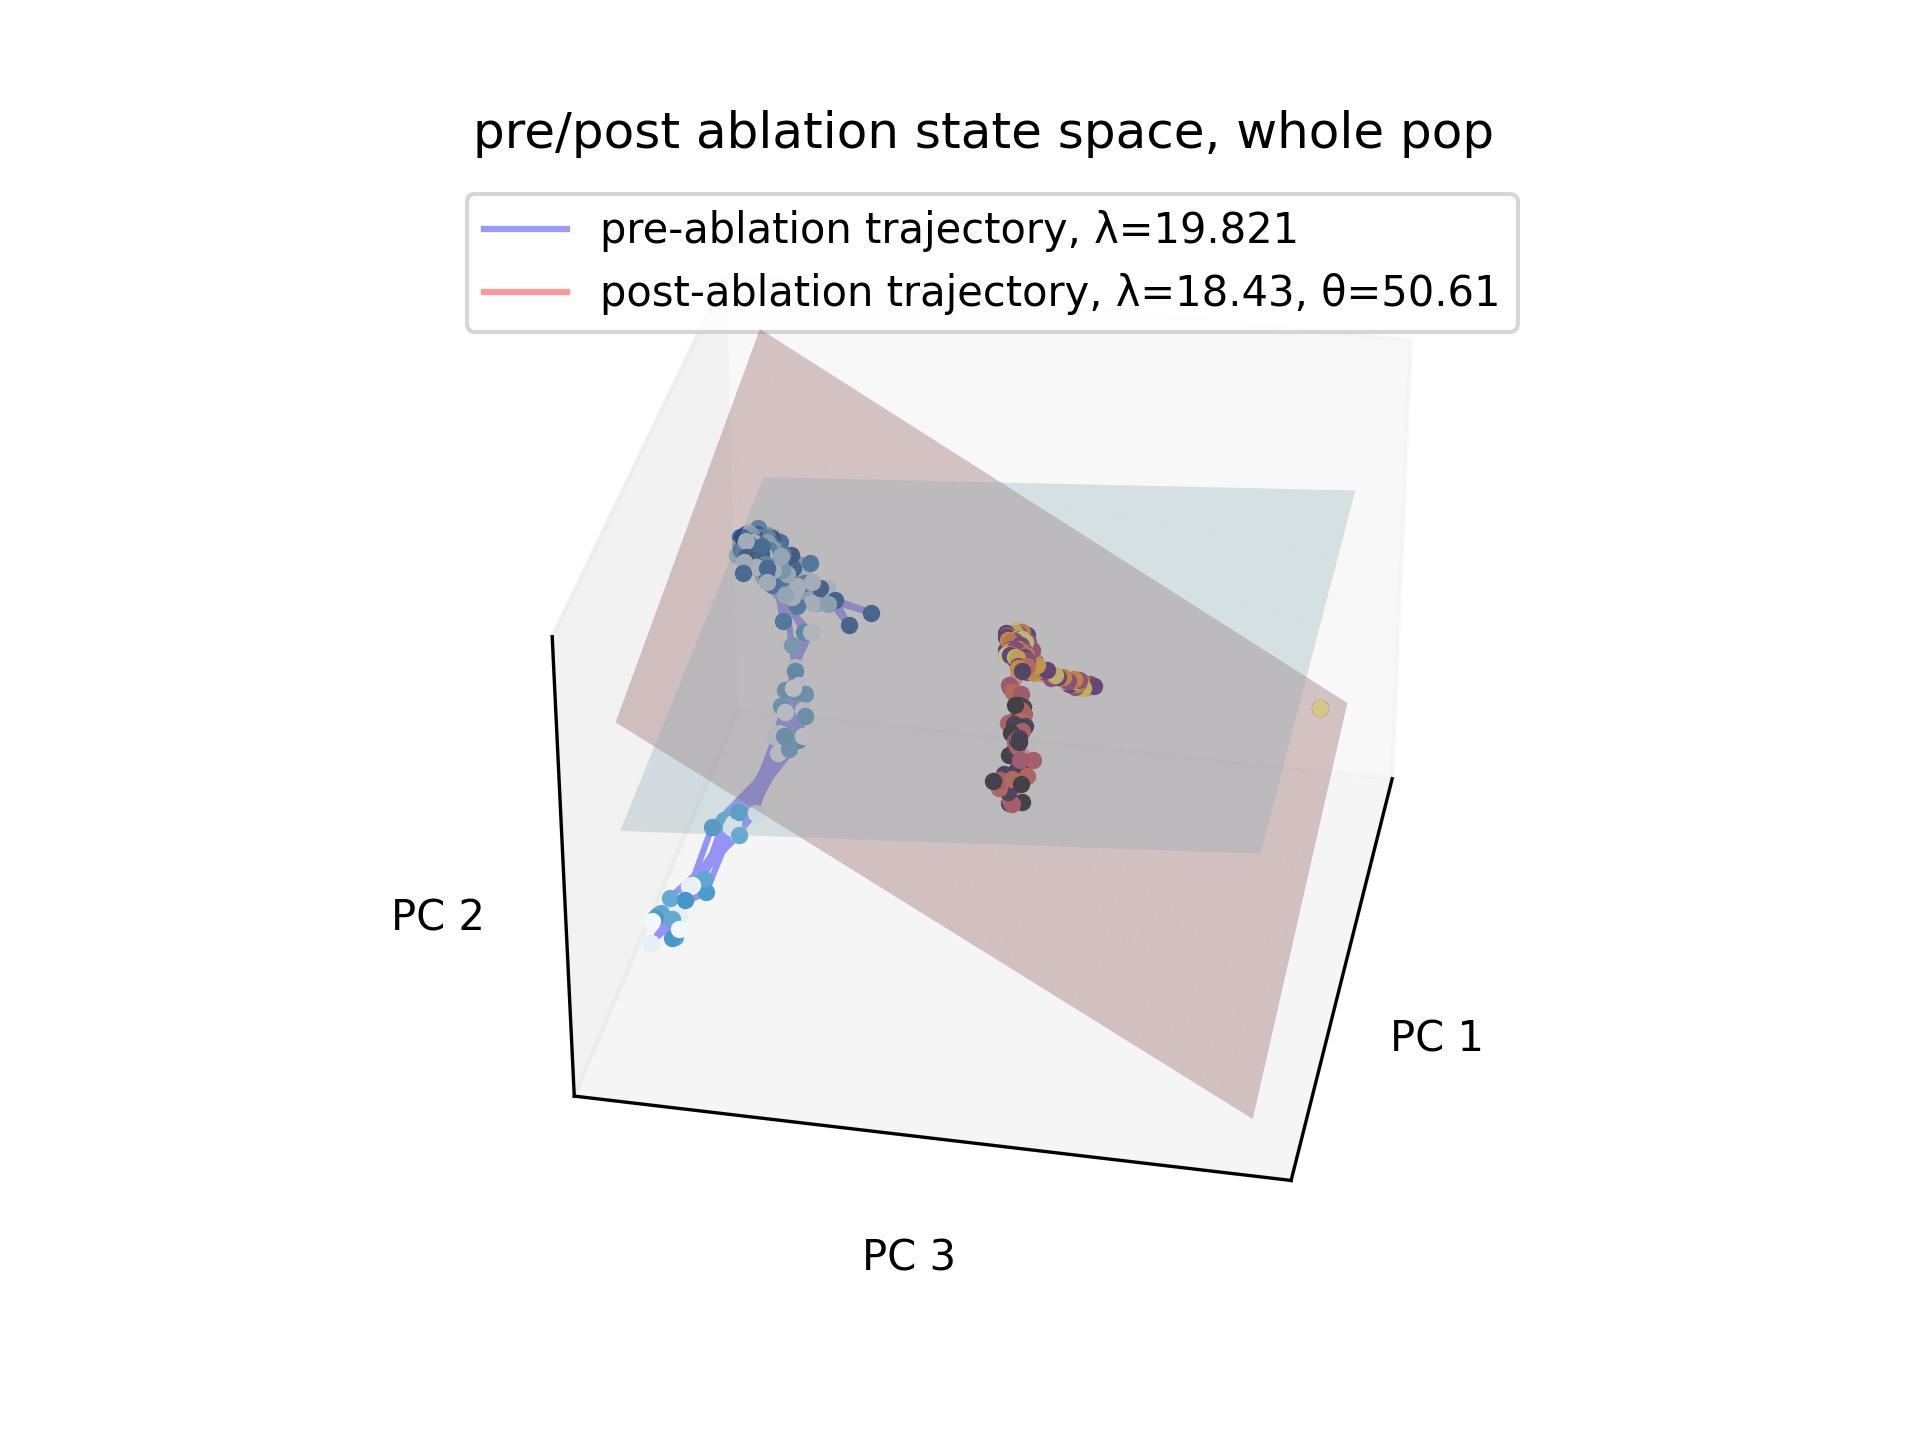 pre/post ablation state space, whole pop
pre-ablation trajectory, λ=19.821
post-ablation trajectory, λ=18.43, θ=50.61
PC 2
PC 1
PC 3